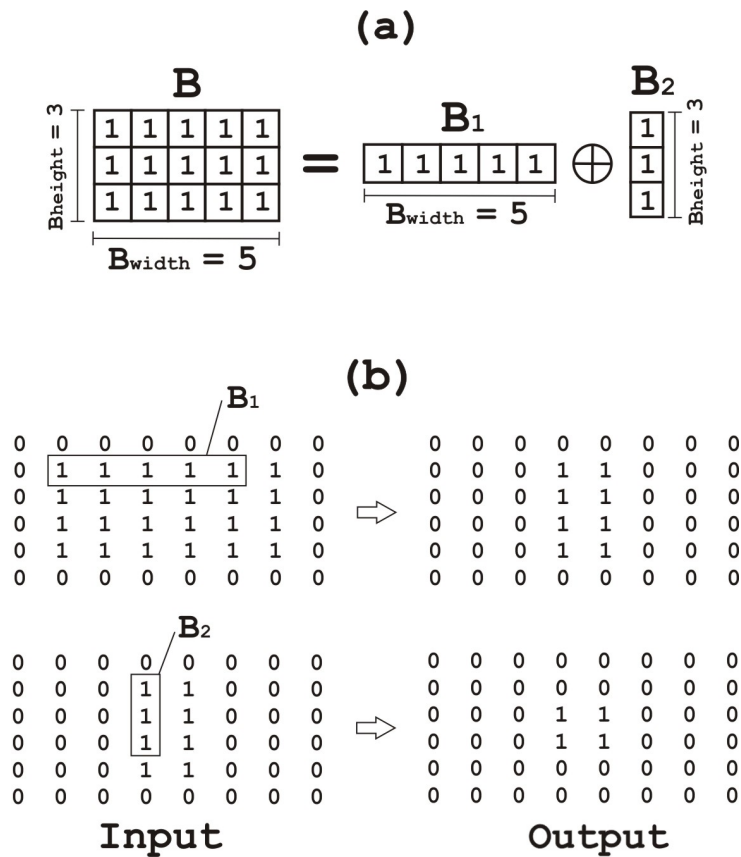 (a)
B
1 1 1 1 1
1 1 1 1 1
1 1 1 1 1
Bheight = 3
Bwidth = 5
=
B1
1 1 1 1 1
Bwidth = 5
⊕
B2
1
1
1
Bheight = 3
(b)
B1
0 0 0 0 0 0 0 0
0 1 1 1 1 1 1 0
0 1 1 1 1 1 1 0
0 1 1 1 1 1 1 0
0 1 1 1 1 1 1 0
0 0 0 0 0 0 0 0
0 0 0 0 0 0 0 0
0 0 0 1 1 0 0 0
0 0 0 1 1 0 0 0
0 0 0 1 1 0 0 0
0 0 0 1 1 0 0 0
0 0 0 0 0 0 0 0
B2
0 0 0 0 0 0 0 0
0 0 0 1 1 0 0 0
0 0 0 1 1 0 0 0
0 0 0 1 1 0 0 0
0 0 0 1 1 0 0 0
0 0 0 0 0 0 0 0
0 0 0 0 0 0 0 0
0 0 0 0 0 0 0 0
0 0 0 1 1 0 0 0
0 0 0 1 1 0 0 0
0 0 0 0 0 0 0 0
0 0 0 0 0 0 0 0
Input
Output